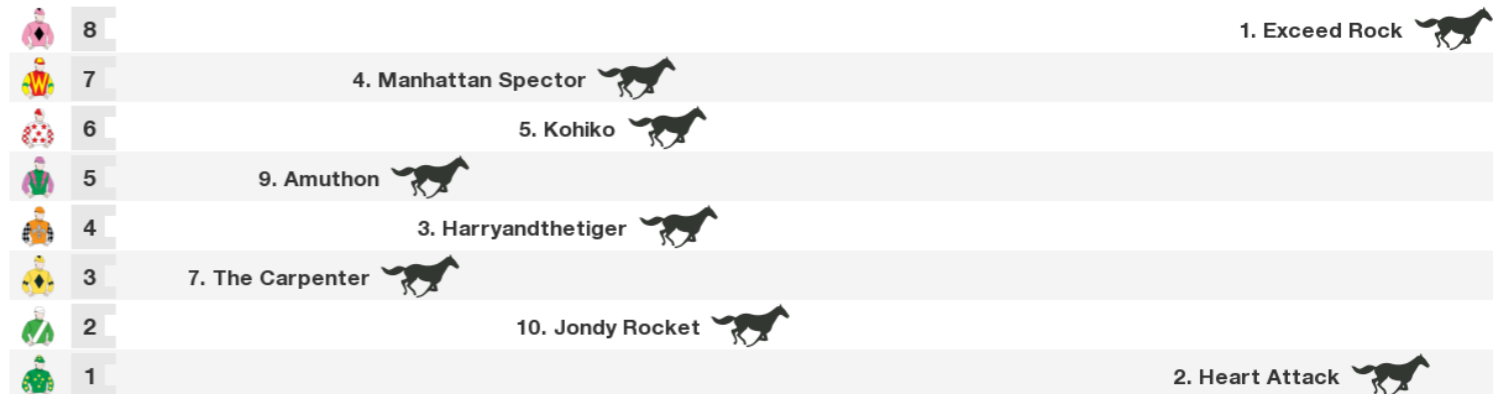 8 1. Exceed Rock
7 4. Manhattan Spector
W
6 5. Kohiko
5 9. Amuthon
4 3. Harryandthetiger
3 7. The Carpenter
2 10. Jondy Rocket
1 2. Heart Attack